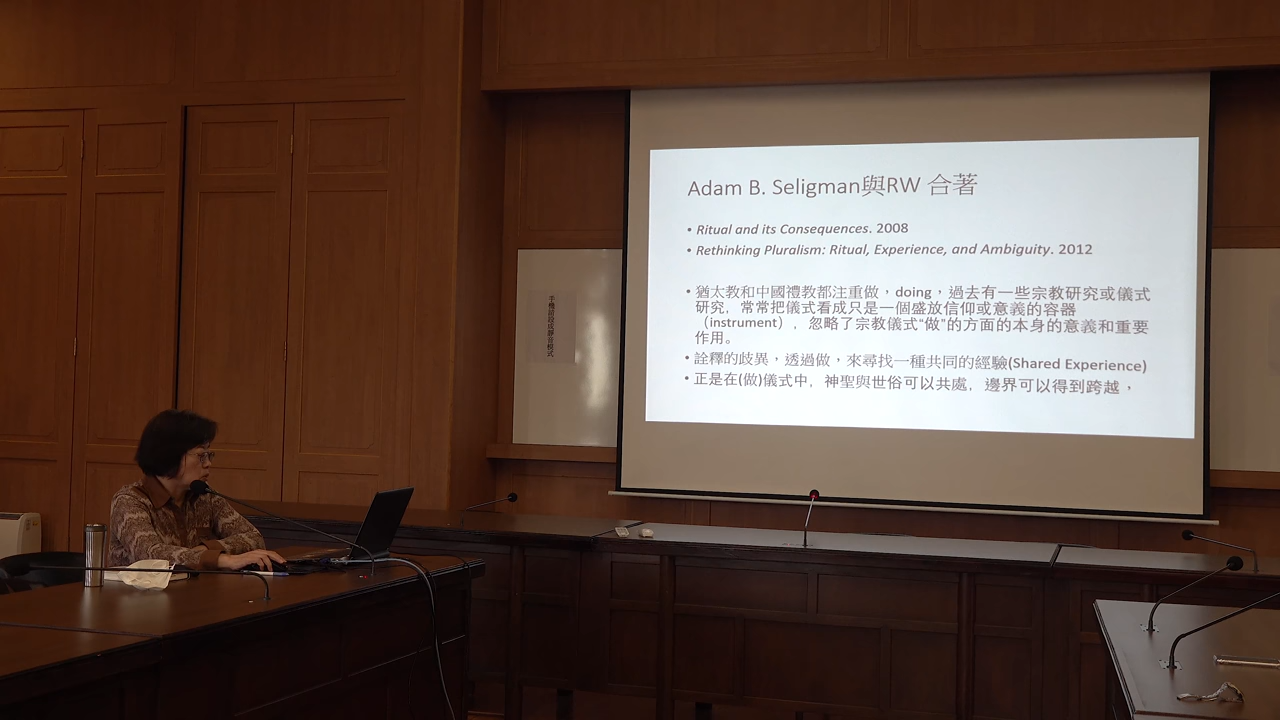 Adam B. Seligman與RW 合著
• Ritual and its Consequences. 2008
• Rethinking Pluralism: Ritual, Experience, and Ambiguity. 2012
• 猶太教和中國禮教都注重做，doing，過去有一些宗教研究或儀式
研究，常常把儀式看成只是一個盛放信仰或意義的容器
（instrument），忽略了宗教儀式“做”的方面的本身的意義和重要
作用。
• 詮釋的歧異，透過做，來尋找一種共同的經驗(Shared Experience)
• 正是在(做)儀式中，神聖與世俗可以共處，邊界可以得到跨越，
手機
靜音模式